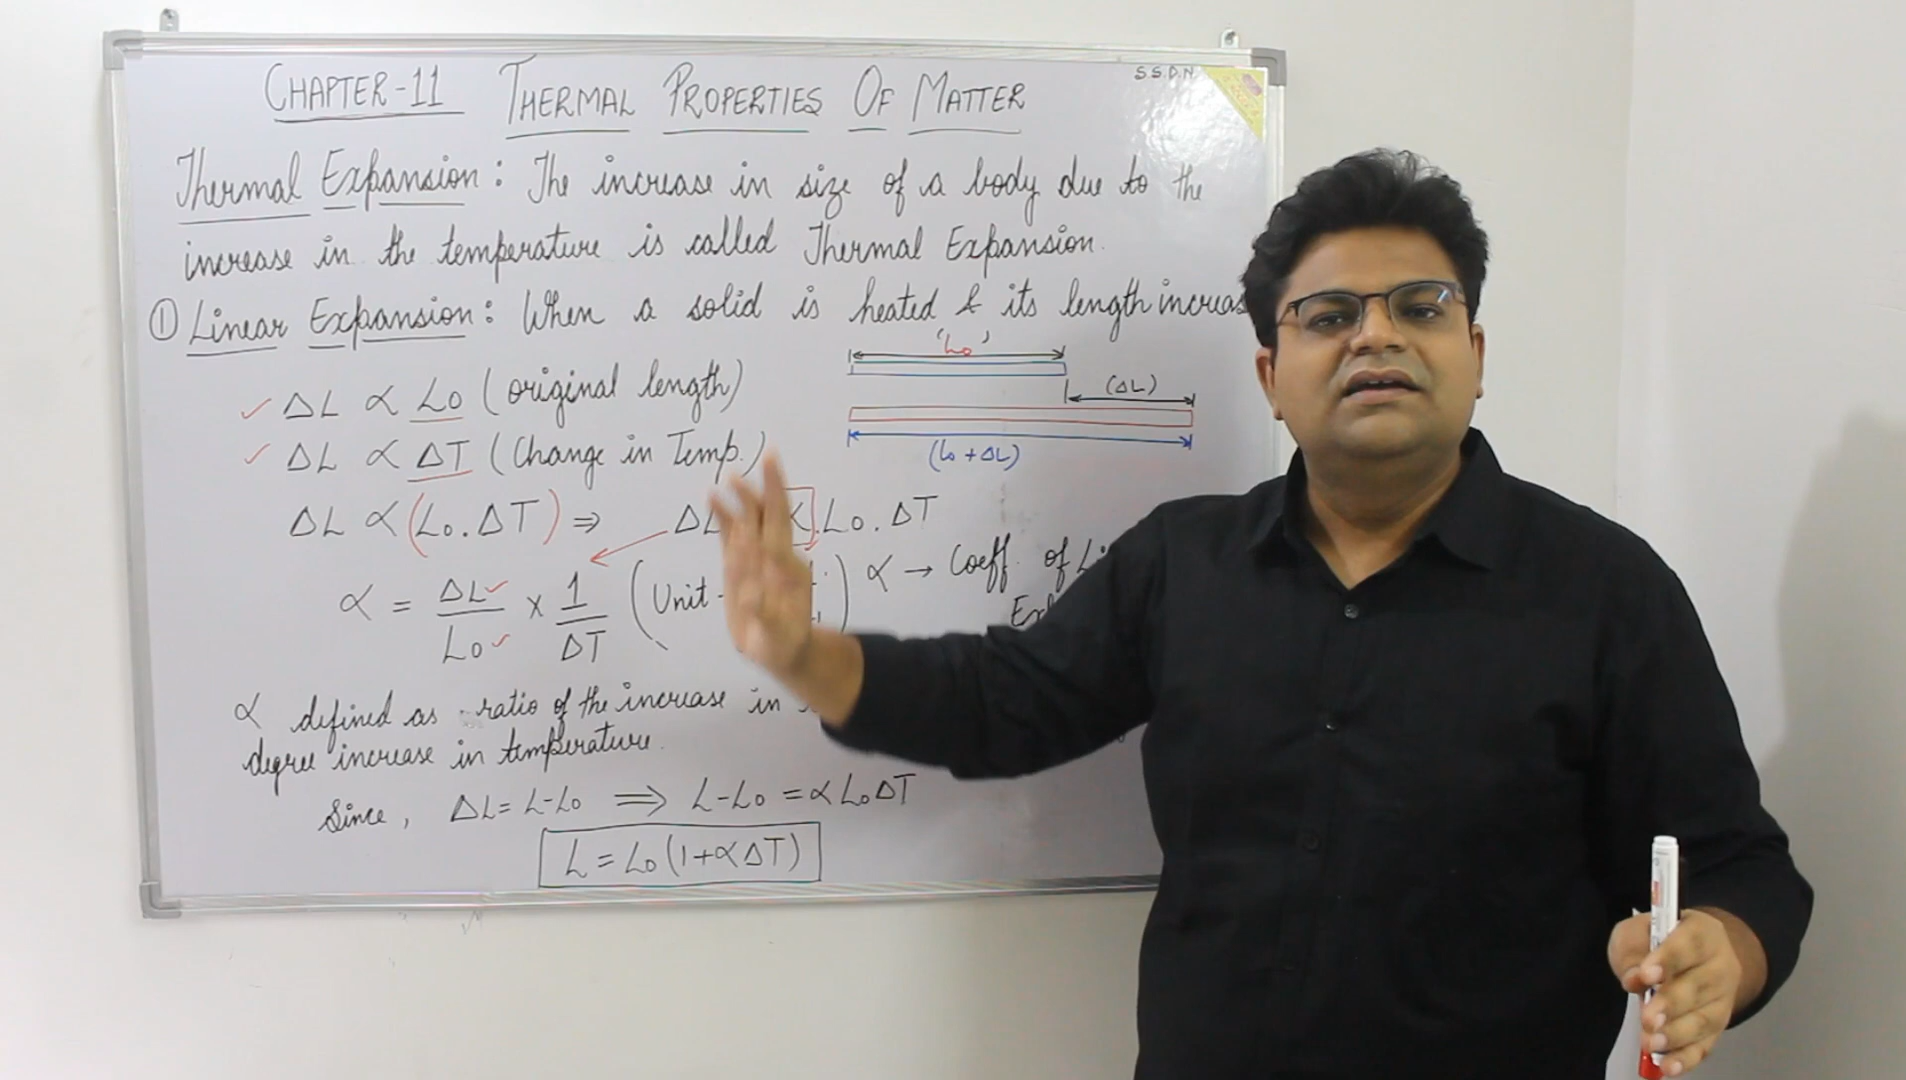 CHAPTER-11 THERMAL PROPERTIES OF MATTER
S.S.D.N
Thermal Expansion: The increase in size of a body due to the
increase in the temperature is called Thermal Expansion.
① Linear Expansion: When a solid is heated & its length increas
'L₀'
ΔL ∝ L₀ (original length)
(ΔL)
ΔL ∝ ΔT (Change in Temp.)
(L₀ + ΔL)
ΔL ∝ (L₀.ΔT) ⇒ ΔL ∝.L₀.ΔT
α = ΔL/L₀ x 1/ΔT (Unit - ) α → Coeff. of
α defined as ratio of the increase in
degree increase in temperature.
Since, ΔL = L-L₀ ⟹ L-L₀ = αL₀ΔT
L = L₀(1+αΔT)